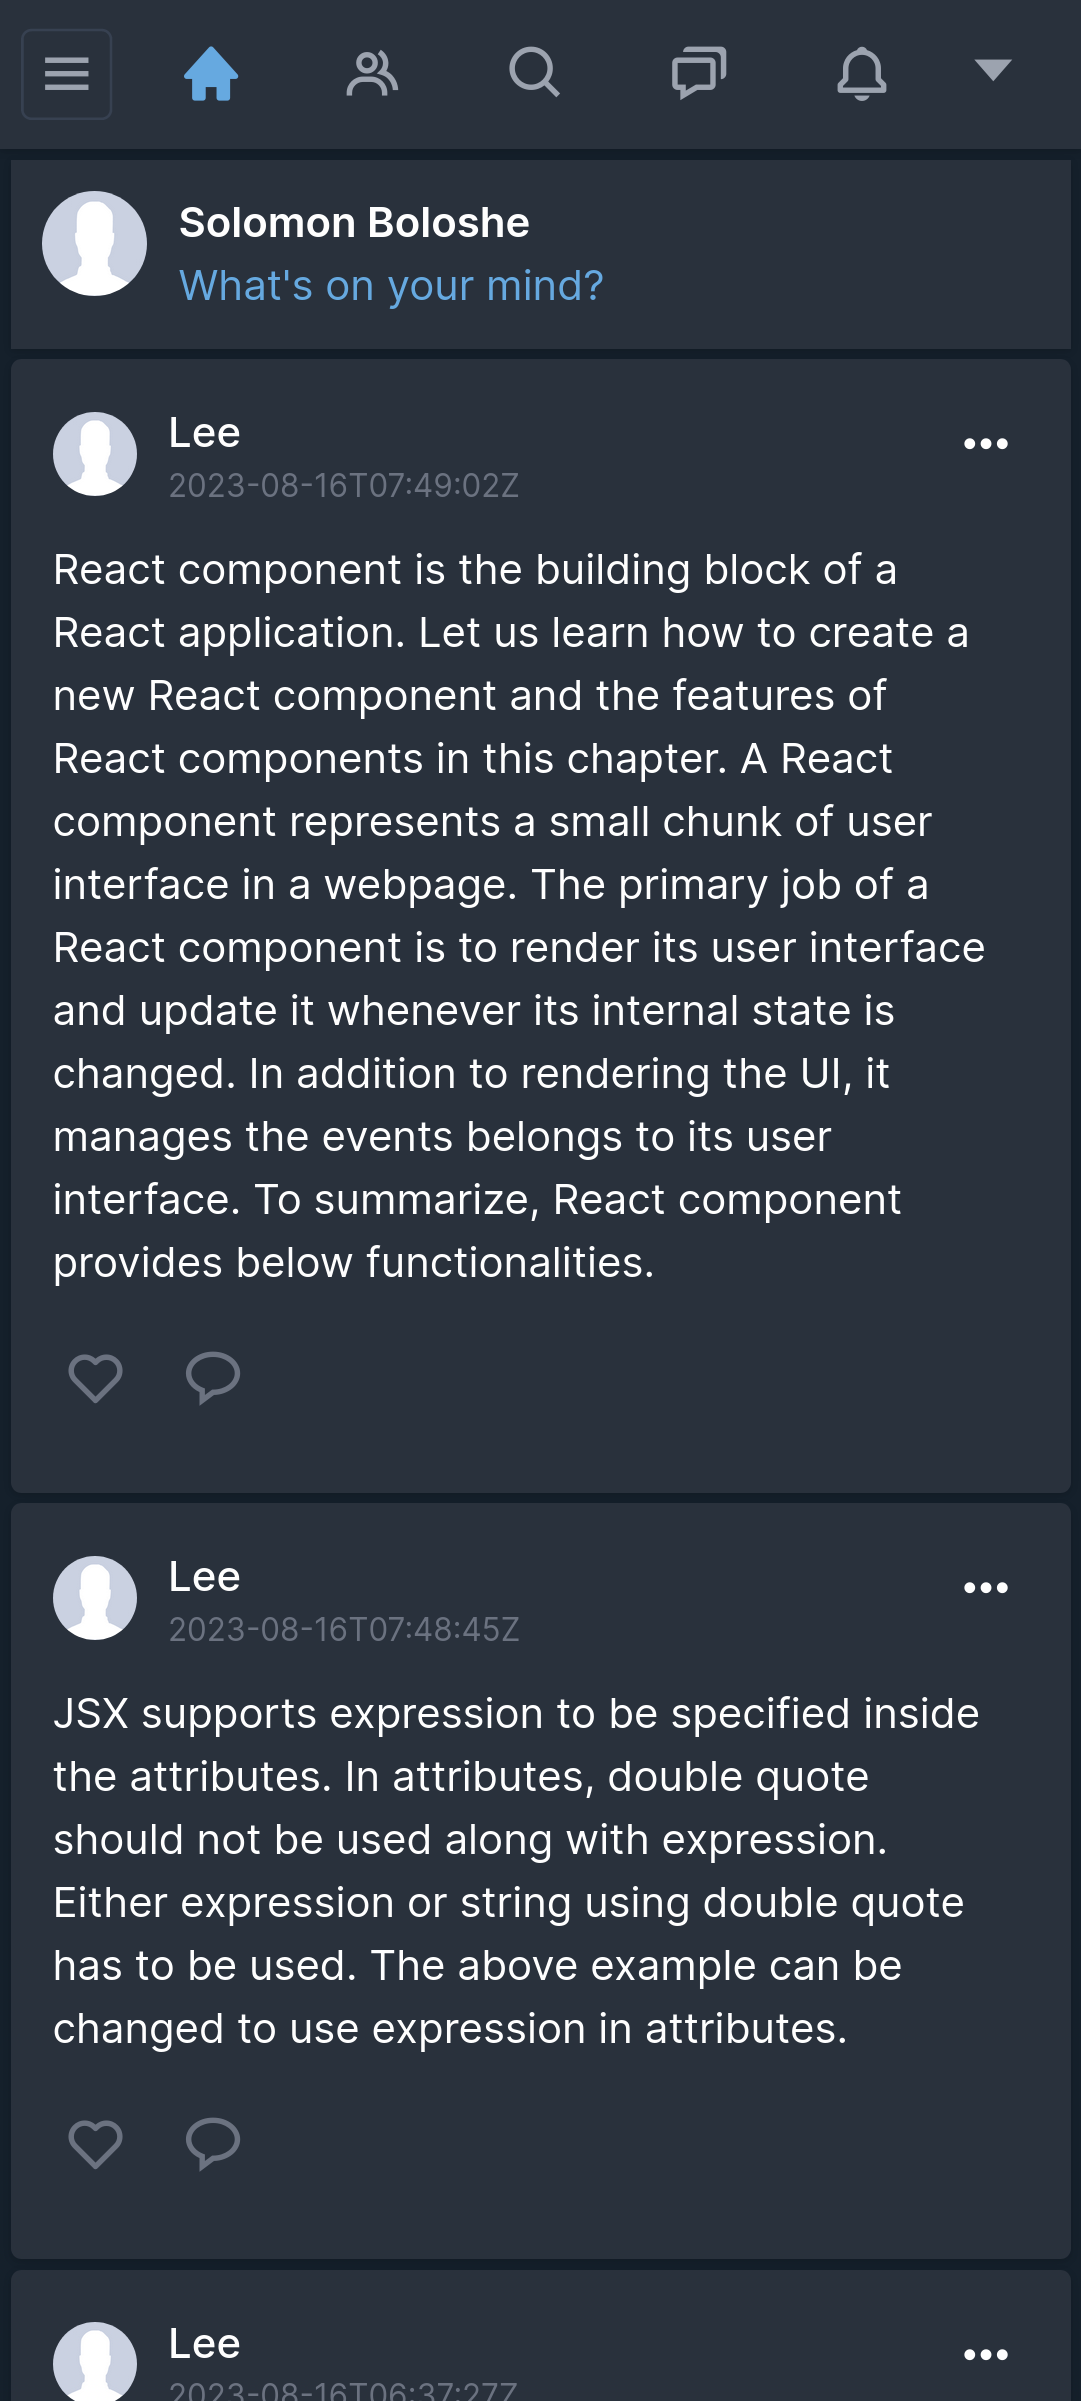 Solomon Boloshe
What's on your mind?
Lee
2023-08-16T07:49:02Z
React component is the building block of a
React application. Let us learn how to create a
new React component and the features of
React components in this chapter. A React
component represents a small chunk of user
interface in a webpage. The primary job of a
React component is to render its user interface
and update it whenever its internal state is
changed. In addition to rendering the UI, it
manages the events belongs to its user
interface. To summarize, React component
provides below functionalities.
Lee
2023-08-16T07:48:45Z
JSX supports expression to be specified inside
the attributes. In attributes, double quote
should not be used along with expression.
Either expression or string using double quote
has to be used. The above example can be
changed to use expression in attributes.
Lee
2023-08-16T06:37:27Z